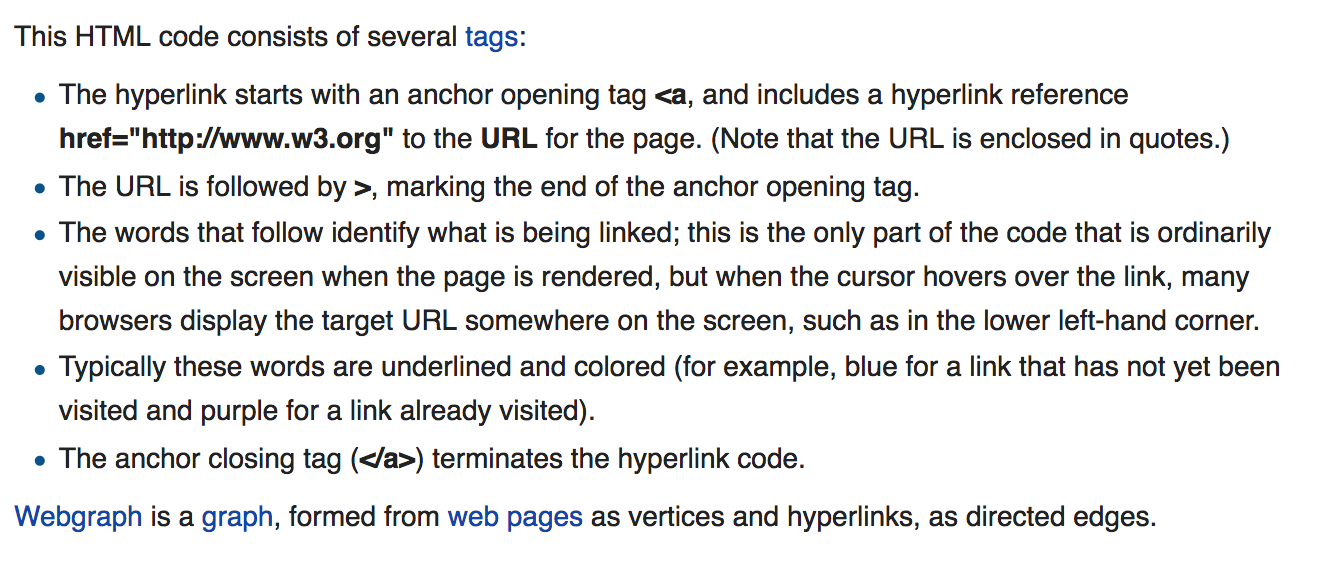 This HTML code consists of several tags:
• The hyperlink starts with an anchor opening tag <a, and includes a hyperlink reference
href="http://www.w3.org" to the URL for the page. (Note that the URL is enclosed in quotes.)
• The URL is followed by >, marking the end of the anchor opening tag.
• The words that follow identify what is being linked; this is the only part of the code that is ordinarily
visible on the screen when the page is rendered, but when the cursor hovers over the link, many
browsers display the target URL somewhere on the screen, such as in the lower left-hand corner.
• Typically these words are underlined and colored (for example, blue for a link that has not yet been
visited and purple for a link already visited).
• The anchor closing tag (</a>) terminates the hyperlink code.
Webgraph is a graph, formed from web pages as vertices and hyperlinks, as directed edges.